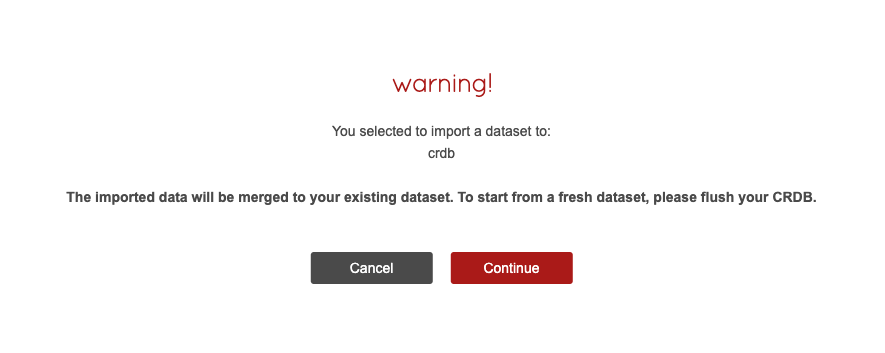 warning!
You selected to import a dataset to:
crdb
The imported data will be merged to your existing dataset. To start from a fresh dataset, please flush your CRDB.
Cancel Continue